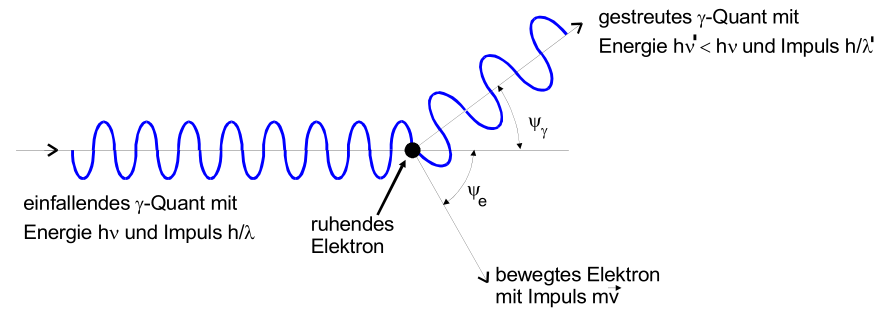 gestreutes γ-Quant mit
Energie hν' < hν und Impuls h/λ'
ψγ
einfallendes γ-Quant mit
Energie hν und Impuls h/λ
ψe
ruhendes
Elektron
bewegtes Elektron
mit Impuls mv⃗